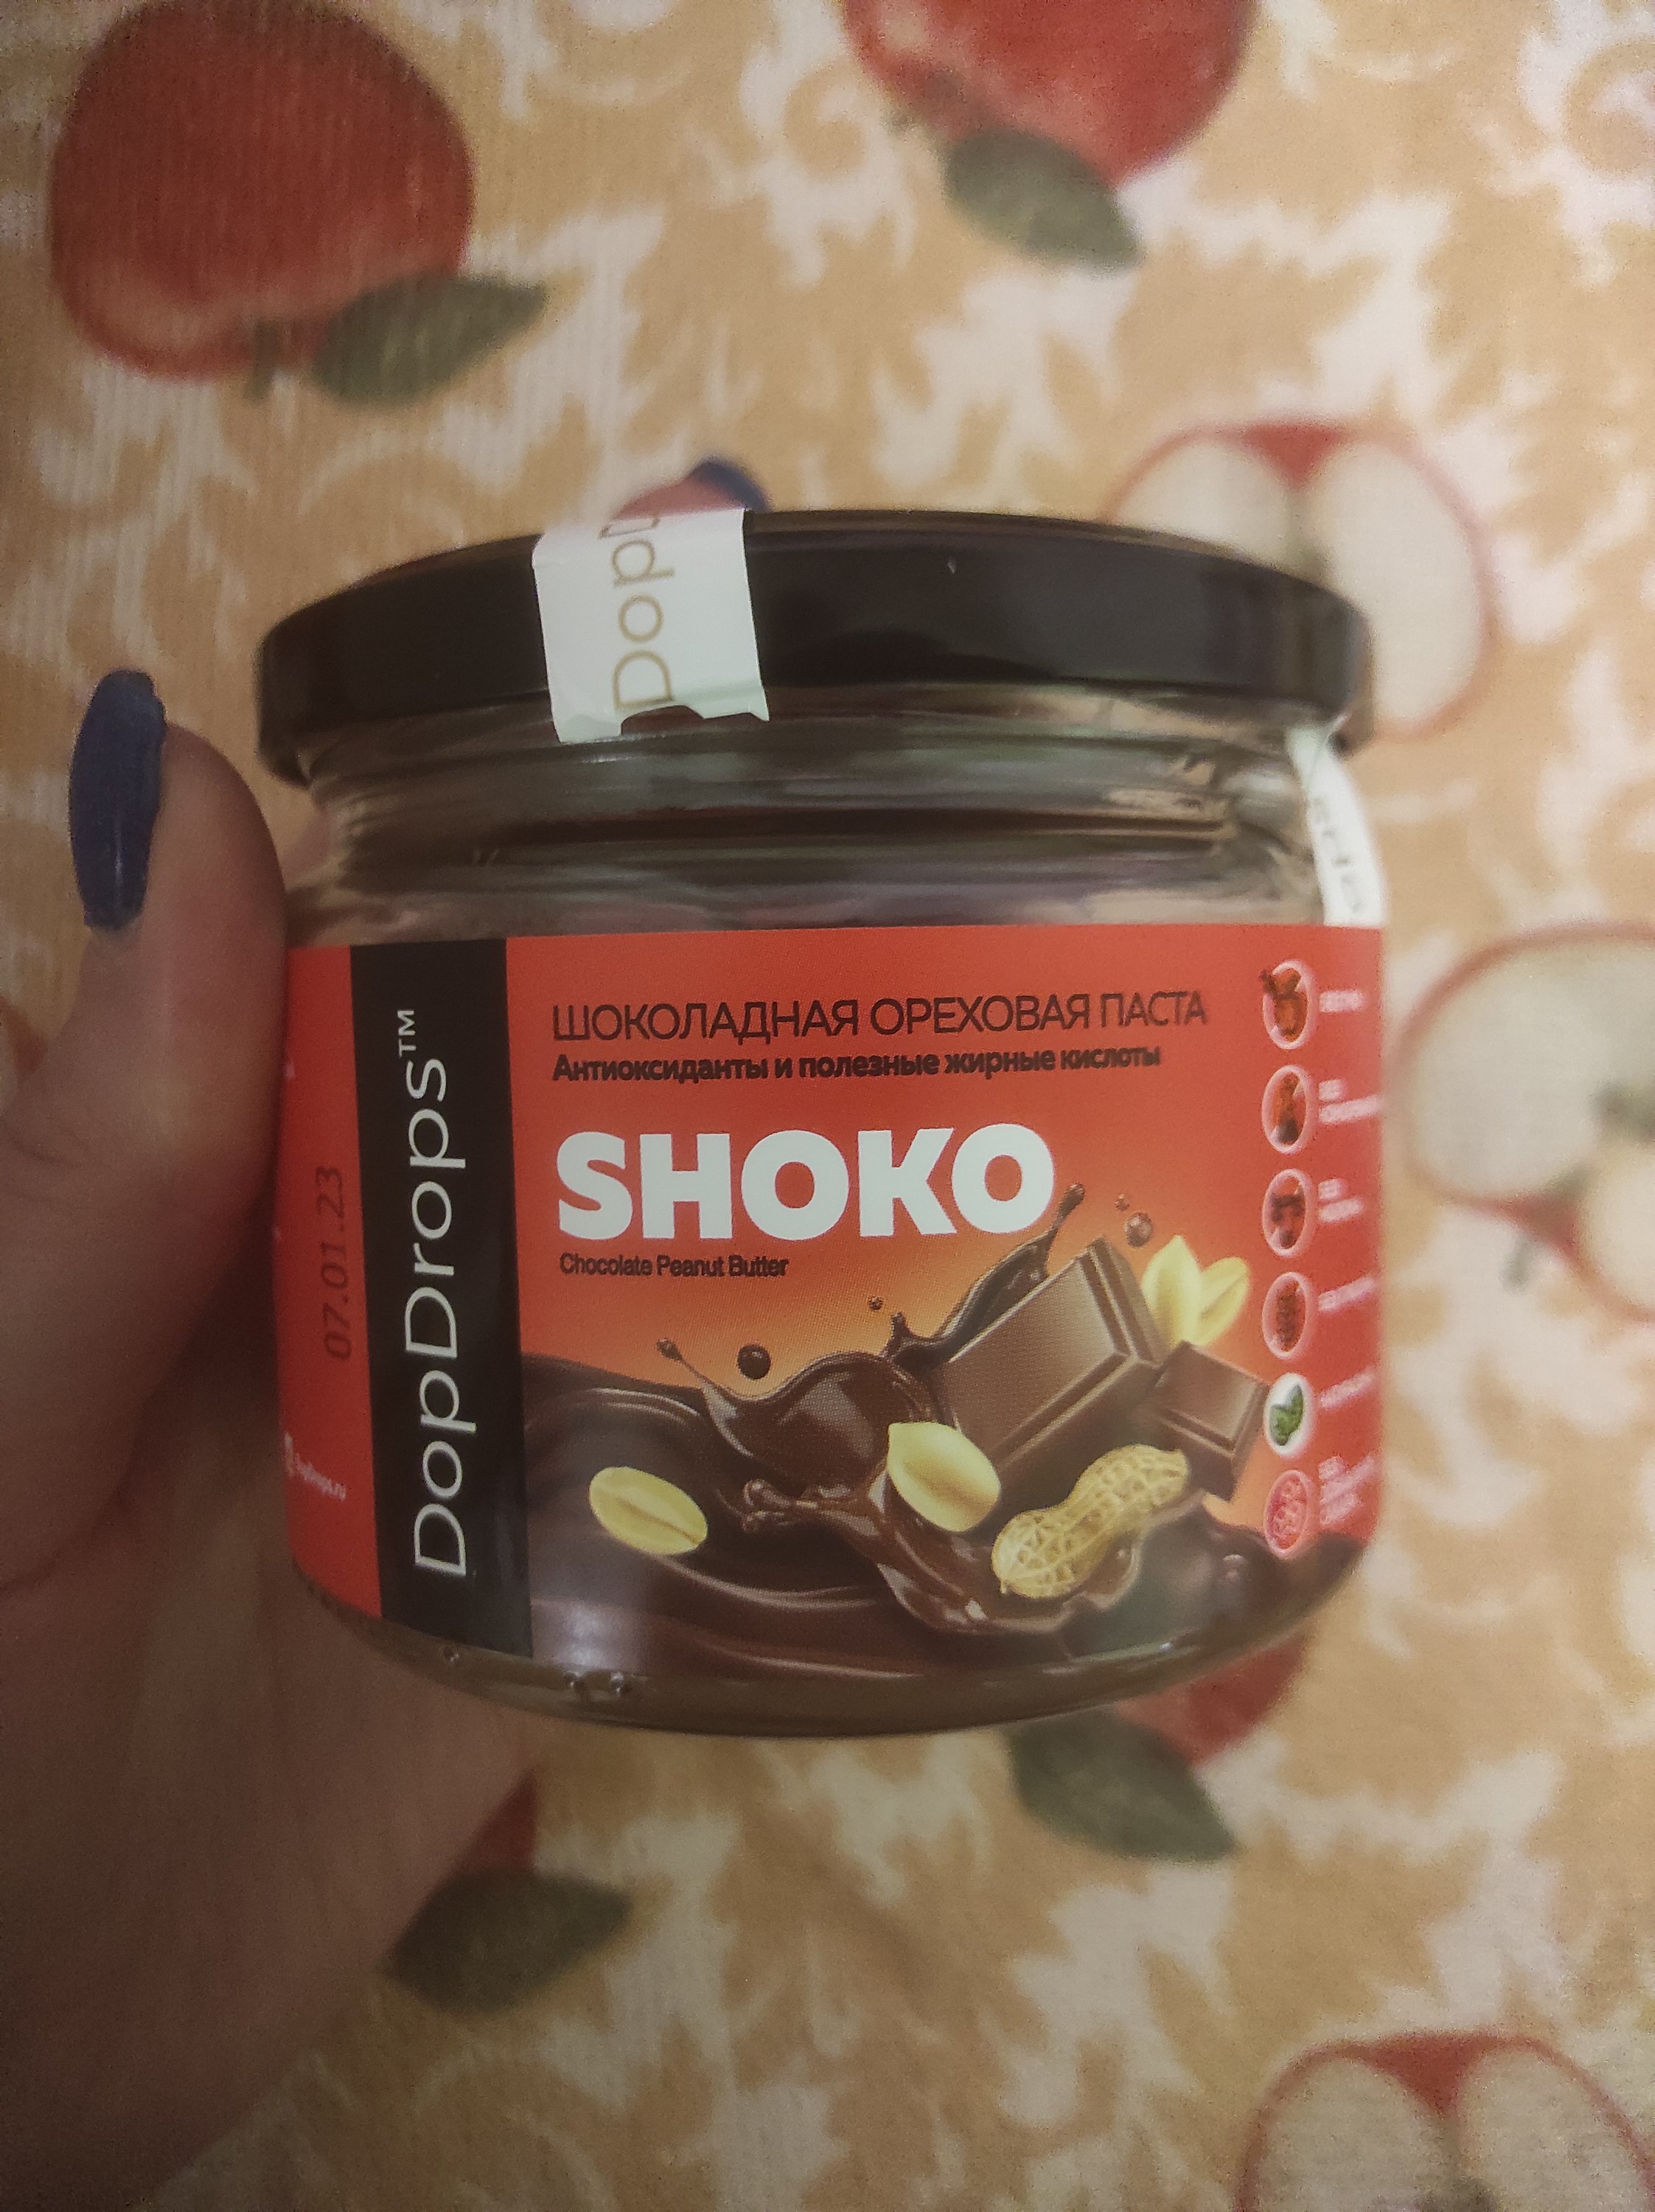 DopD
ШОКОЛАДНАЯ ОРЕХОВАЯ ПАСТА
Антиоксиданты и полезные жирные кислоты
SHOKO
Chocolate Peanut Butter
DopDrops™
07.01.23